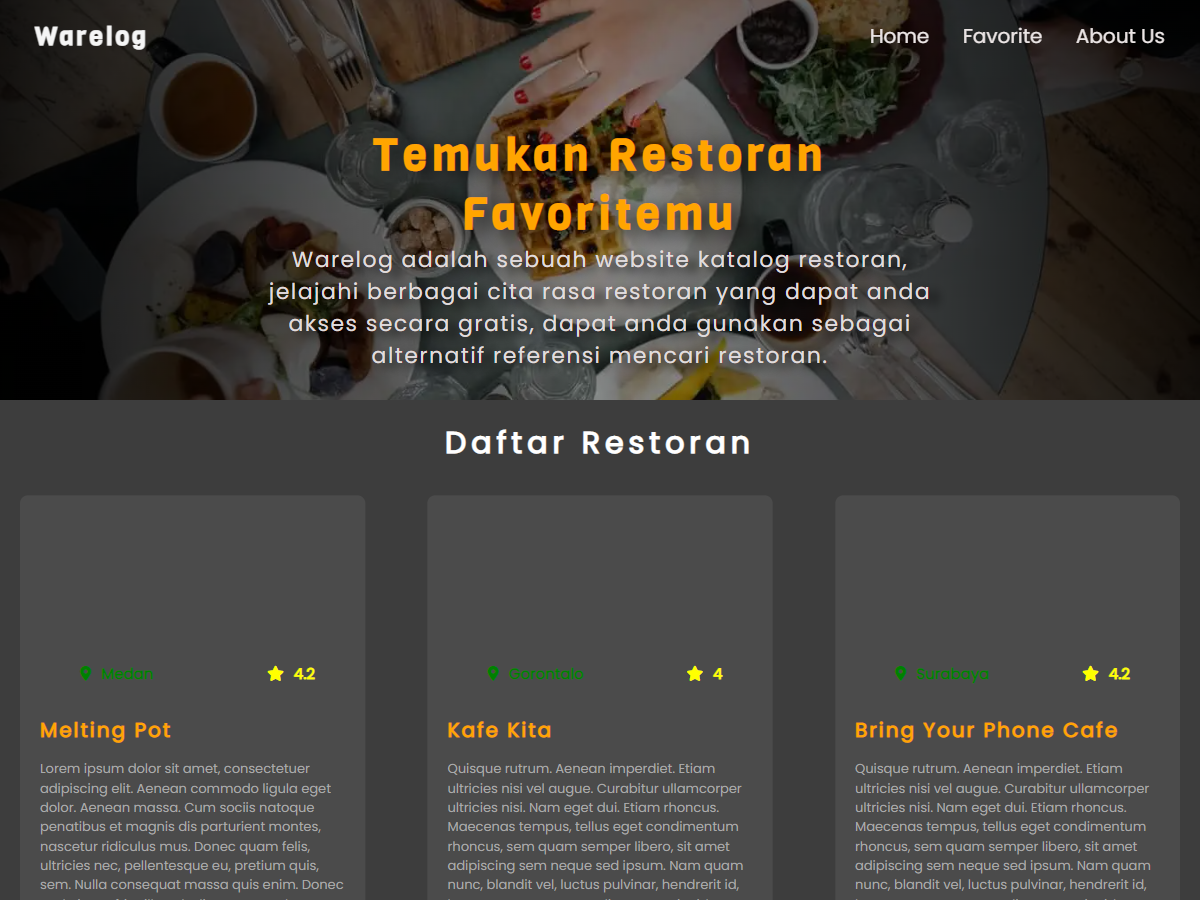 Warelog
Home Favorite About Us
Temukan Restoran
Favoritemu
Warelog adalah sebuah website katalog restoran,
jelajahi berbagai cita rasa restoran yang dapat anda
akses secara gratis, dapat anda gunakan sebagai
alternatif referensi mencari restoran.
Daftar Restoran
Medan 4.2
Melting Pot
Lorem ipsum dolor sit amet, consectetuer
adipiscing elit. Aenean commodo ligula eget
dolor. Aenean massa. Cum sociis natoque
penatibus et magnis dis parturient montes,
nascetur ridiculus mus. Donec quam felis,
ultricies nec, pellentesque eu, pretium quis,
sem. Nulla consequat massa quis enim. Donec
Gorontalo 4
Kafe Kita
Quisque rutrum. Aenean imperdiet. Etiam
ultricies nisi vel augue. Curabitur ullamcorper
ultricies nisi. Nam eget dui. Etiam rhoncus.
Maecenas tempus, tellus eget condimentum
rhoncus, sem quam semper libero, sit amet
adipiscing sem neque sed ipsum. Nam quam
nunc, blandit vel, luctus pulvinar, hendrerit id,
Surabaya 4.2
Bring Your Phone Cafe
Quisque rutrum. Aenean imperdiet. Etiam
ultricies nisi vel augue. Curabitur ullamcorper
ultricies nisi. Nam eget dui. Etiam rhoncus.
Maecenas tempus, tellus eget condimentum
rhoncus, sem quam semper libero, sit amet
adipiscing sem neque sed ipsum. Nam quam
nunc, blandit vel, luctus pulvinar, hendrerit id,